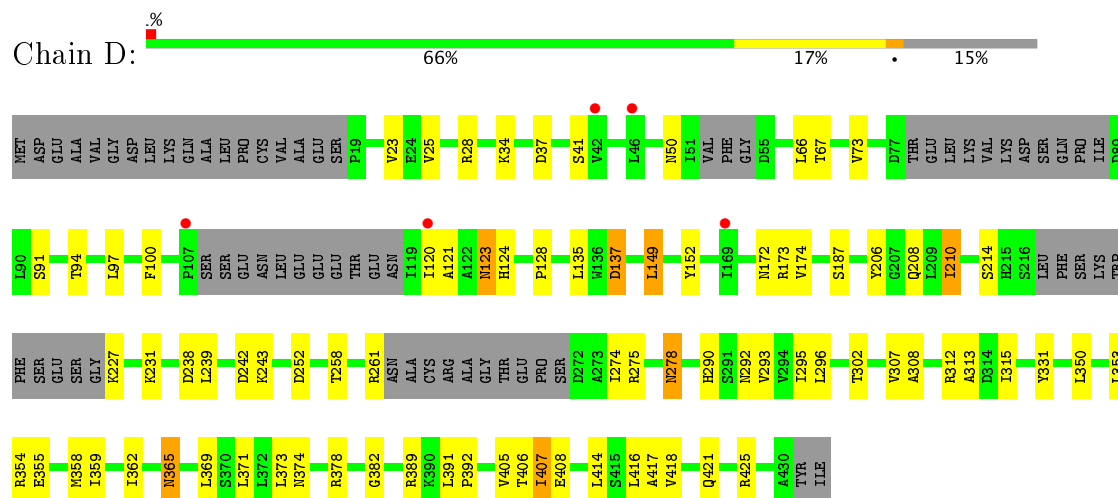 .%
Chain D:
66% 17% • 15%
MET ASP GLU ALA VAL GLY ASP LEU LYS GLN ALA LEU PRO CYS VAL ALA GLU SER P19 V23 E24 V25 R28 K34 D37 S41 V42 L46 N50 I51 VAL PHE GLY D55 L66 T67 V73 D77 THR GLU LEU LYS VAL LYS ASP SER GLN PRO ILE D89
L90 S91 T94 L97 F100 P107 SER SER GLU ASN LEU GLU GLU GLU THR GLU ASN I119 I120 A121 A122 N123 H124 P128 L135 W136 D137 L149 Y152 I169 N172 R173 V174 S187 Y206 G207 Q208 L209 I210 S214 H215 S216 LEU PHE SER LYS ASP
PHE SER GLU SER GLY K227 K231 D238 L239 D242 K243 D252 T258 R261 ASN ALA CYS ARG ALA GLY THR GLU PRO SER D272 A273 I274 R275 N278 H290 S291 N292 V293 V294 I295 L296 T302 V307 A308 R312 A313 D314 I315 Y331 L350 L353
R354 E355 M358 I359 I362 N365 L369 S370 L371 L372 L373 N374 R378 G382 R389 K390 L391 P392 V405 T406 I407 E408 L414 S415 L416 A417 V418 Q421 R425 A430 TYR ILE